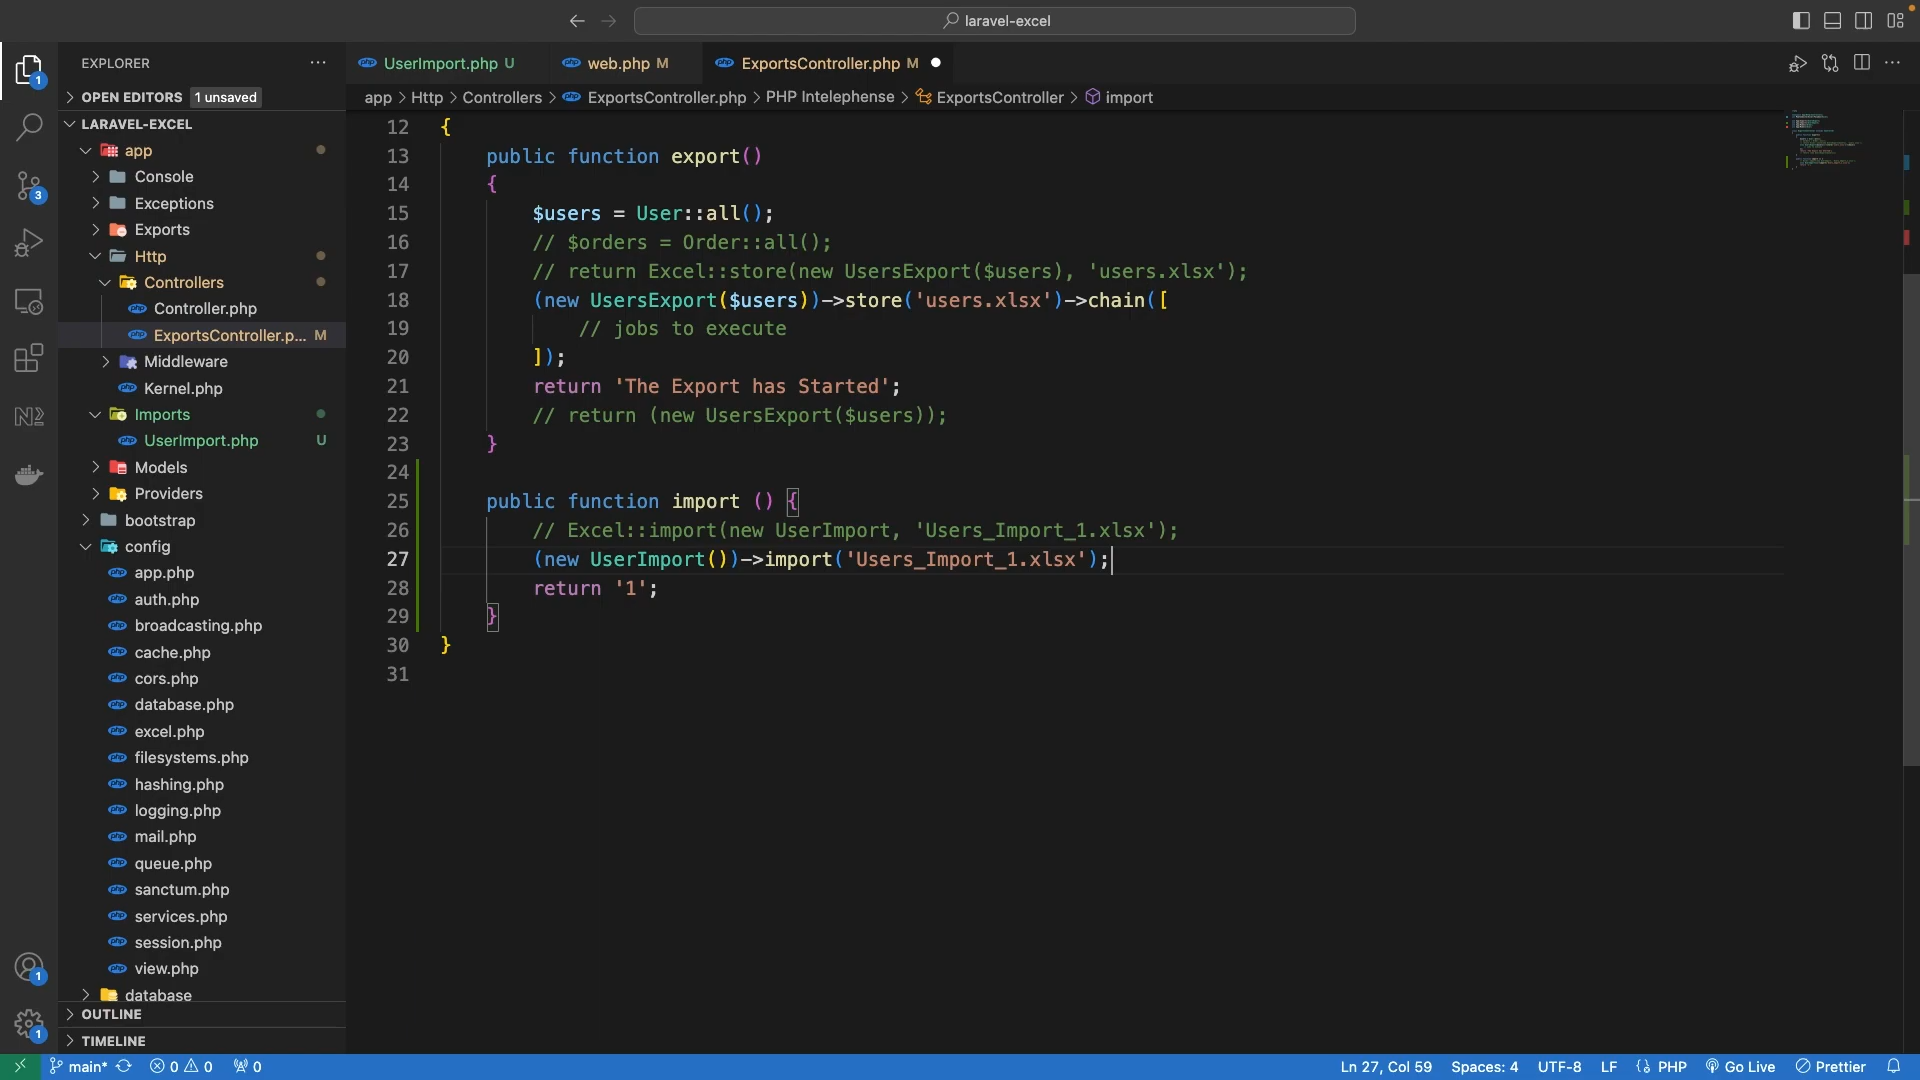 laravel-excel
EXPLORER
OPEN EDITORS 1 unsaved
LARAVEL-EXCEL
app
Console
Exceptions
Exports
Http
Controllers
Controller.php
ExportsController.p... M
Middleware
Kernel.php
Imports
UserImport.php U
Models
Providers
bootstrap
config
app.php
auth.php
broadcasting.php
cache.php
cors.php
database.php
excel.php
filesystems.php
hashing.php
logging.php
mail.php
queue.php
sanctum.php
services.php
session.php
view.php
database
OUTLINE
TIMELINE
1
3
1
1
UserImport.php U web.php M ExportsController.php M
app > Http > Controllers > ExportsController.php > PHP Intelephense > ExportsController > import
12 {
13 public function export()
14 {
15 $users = User::all();
16 // $orders = Order::all();
17 // return Excel::store(new UsersExport($users), 'users.xlsx');
18 (new UsersExport($users))->store('users.xlsx')->chain([
19 // jobs to execute
20 ]);
21 return 'The Export has Started';
22 // return (new UsersExport($users));
23 }
24
25 public function import () {
26 // Excel::import(new UserImport, 'Users_Import_1.xlsx');
27 (new UserImport())->import('Users_Import_1.xlsx');
28 return '1';
29 }
30 }
31
main* 0 0 0 Ln 27, Col 59 Spaces: 4 UTF-8 LF {} PHP Go Live Prettier